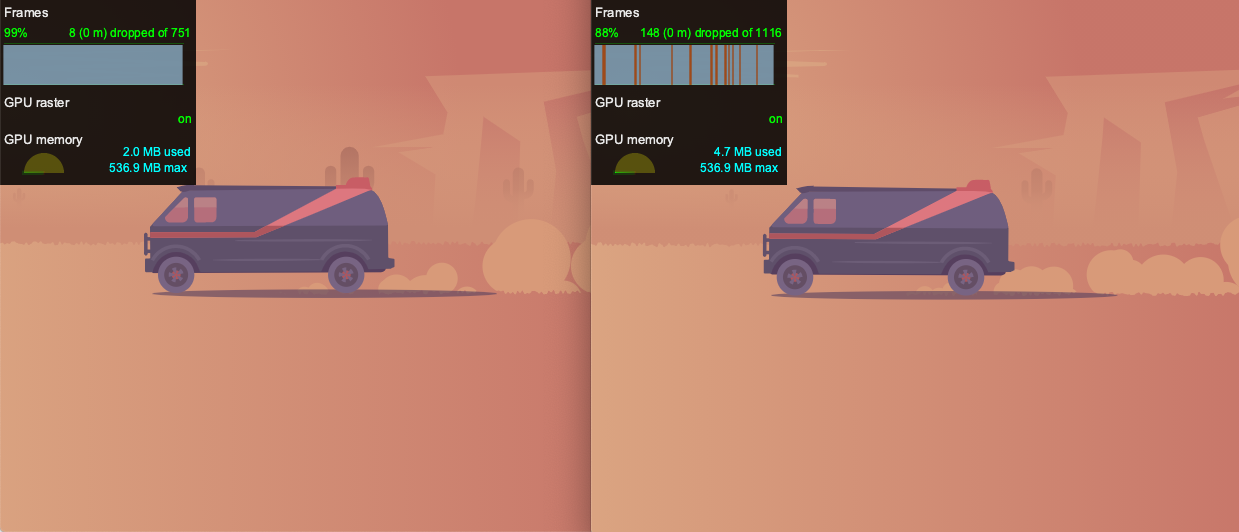 Frames
99% 8 (0 m) dropped of 751
GPU raster
on
GPU memory
2.0 MB used
536.9 MB max
Frames
88% 148 (0 m) dropped of 1116
GPU raster
on
GPU memory
4.7 MB used
536.9 MB max